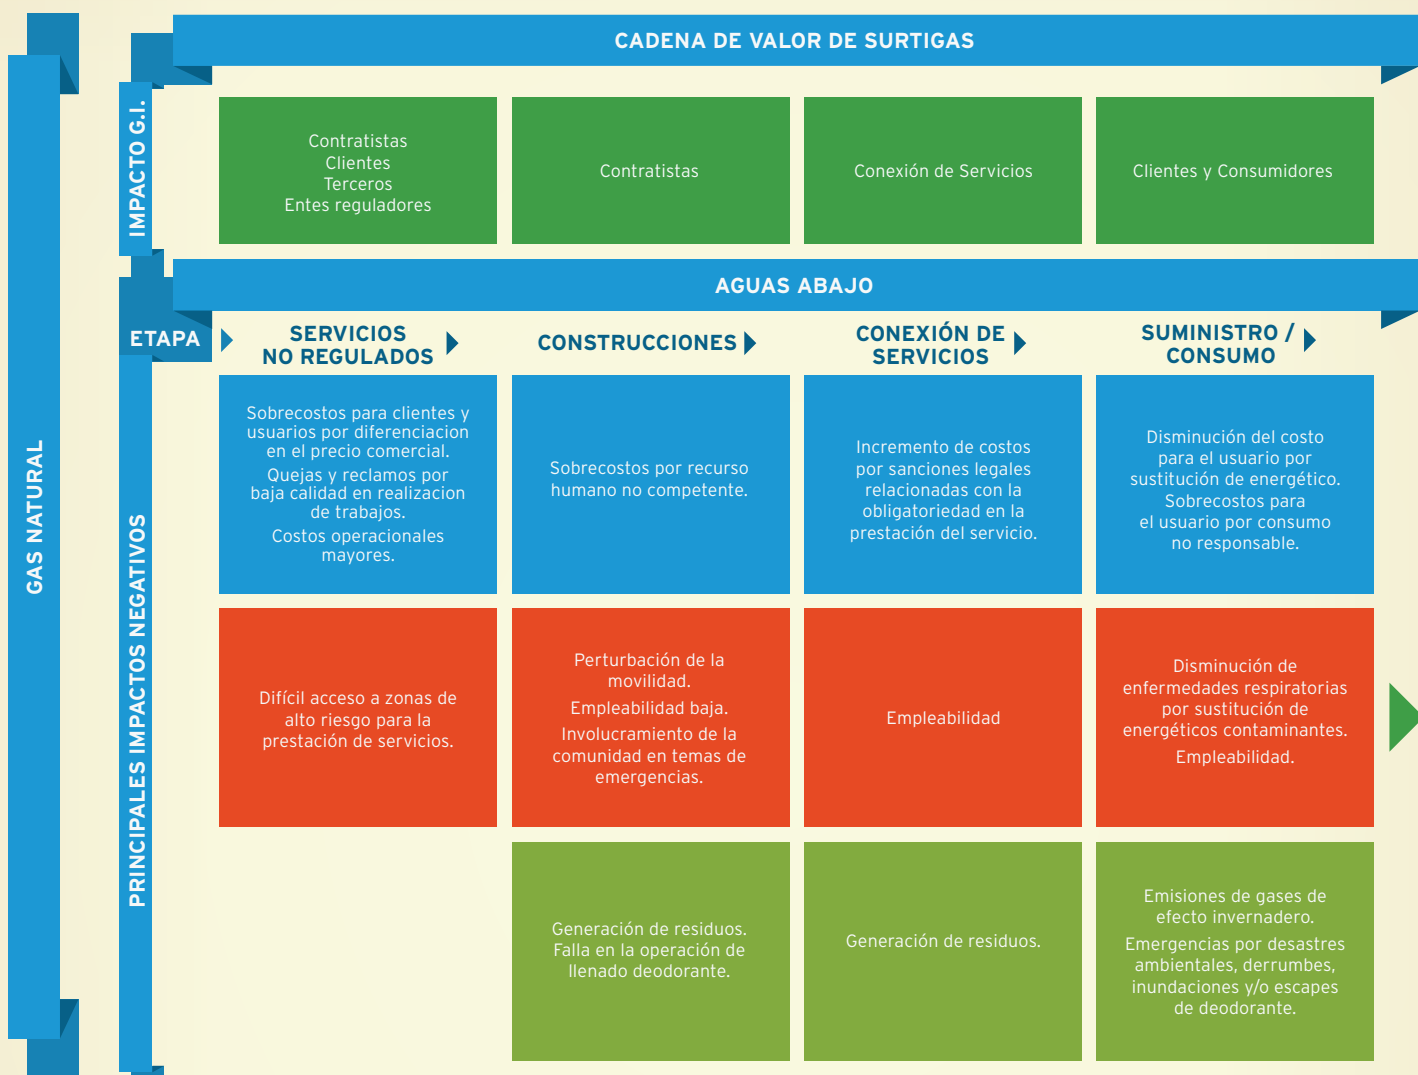 CADENA DE VALOR DE SURTIGAS
GAS NATURAL
IMPACTO G.I.
Contratistas
Clientes
Terceros
Entes reguladores
Contratistas
Conexión de Servicios
Clientes y Consumidores
AGUAS ABAJO
ETAPA
SERVICIOS
NO REGULADOS
CONSTRUCCIONES
CONEXIÓN DE
SERVICIOS
SUMINISTRO /
CONSUMO
PRINCIPALES IMPACTOS NEGATIVOS
Sobrecostos para clientes y
usuarios por diferenciacion
en el precio comercial.
Quejas y reclamos por
baja calidad en realizacion
de trabajos.
Costos operacionales
mayores.
Sobrecostos por recurso
humano no competente.
Incremento de costos
por sanciones legales
relacionadas con la
obligatoriedad en la
prestación del servicio.
Disminución del costo
para el usuario por
sustitución de energético.
Sobrecostos para
el usuario por consumo
no responsable.
Difícil acceso a zonas de
alto riesgo para la
prestación de servicios.
Perturbación de la
movilidad.
Empleabilidad baja.
Involucramiento de la
comunidad en temas de
emergencias.
Empleabilidad
Disminución de
enfermedades respiratorias
por sustitución de
energéticos contaminantes.
Empleabilidad.
Generación de residuos.
Falla en la operación de
llenado deodorante.
Generación de residuos.
Emisiones de gases de
efecto invernadero.
Emergencias por desastres
ambientales, derrumbes,
inundaciones y/o escapes
de deodorante.